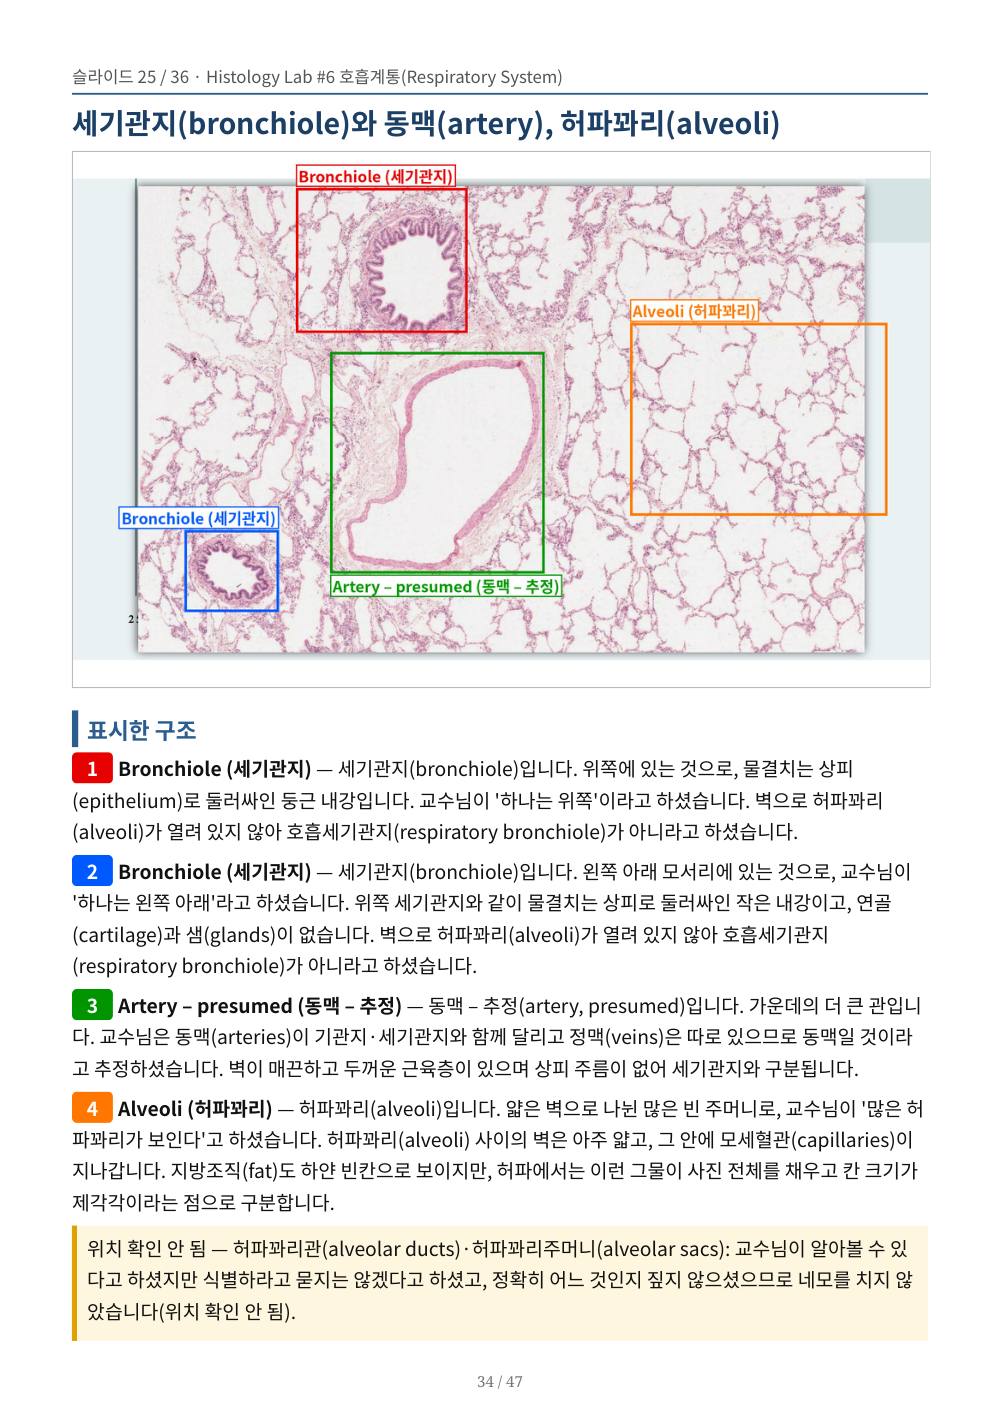 슬라이드 25 / 36 · Histology Lab #6 호흡계통(Respiratory System)
세기관지(bronchiole)와 동맥(artery), 허파꽈리(alveoli)
Bronchiole (세기관지)
Alveoli (허파꽈리)
Bronchiole (세기관지)
Artery – presumed (동맥 – 추정)
표시한 구조
1 Bronchiole (세기관지) — 세기관지(bronchiole)입니다. 위쪽에 있는 것으로, 물결치는 상피
(epithelium)로 둘러싸인 둥근 내강입니다. 교수님이 '하나는 위쪽'이라고 하셨습니다. 벽으로 허파꽈리
(alveoli)가 열려 있지 않아 호흡세기관지(respiratory bronchiole)가 아니라고 하셨습니다.
2 Bronchiole (세기관지) — 세기관지(bronchiole)입니다. 왼쪽 아래 모서리에 있는 것으로, 교수님이
'하나는 왼쪽 아래'라고 하셨습니다. 위쪽 세기관지와 같이 물결치는 상피로 둘러싸인 작은 내강이고, 연골
(cartilage)과 샘(glands)이 없습니다. 벽으로 허파꽈리(alveoli)가 열려 있지 않아 호흡세기관지
(respiratory bronchiole)가 아니라고 하셨습니다.
3 Artery – presumed (동맥 – 추정) — 동맥 – 추정(artery, presumed)입니다. 가운데의 더 큰 관입니
다. 교수님은 동맥(arteries)이 기관지·세기관지와 함께 달리고 정맥(veins)은 따로 있으므로 동맥일 것이라
고 추정하셨습니다. 벽이 매끈하고 두꺼운 근육층이 있으며 상피 주름이 없어 세기관지와 구분됩니다.
4 Alveoli (허파꽈리) — 허파꽈리(alveoli)입니다. 얇은 벽으로 나뉜 많은 빈 주머니로, 교수님이 '많은 허
파꽈리가 보인다'고 하셨습니다. 허파꽈리(alveoli) 사이의 벽은 아주 얇고, 그 안에 모세혈관(capillaries)이
지나갑니다. 지방조직(fat)도 하얀 빈칸으로 보이지만, 허파에서는 이런 그물이 사진 전체를 채우고 칸 크기가
제각각이라는 점으로 구분합니다.
위치 확인 안 됨 — 허파꽈리관(alveolar ducts)·허파꽈리주머니(alveolar sacs): 교수님이 알아볼 수 있
다고 하셨지만 식별하라고 묻지는 않겠다고 하셨고, 정확히 어느 것인지 짚지 않으셨으므로 네모를 치지 않
았습니다(위치 확인 안 됨).
34 / 47